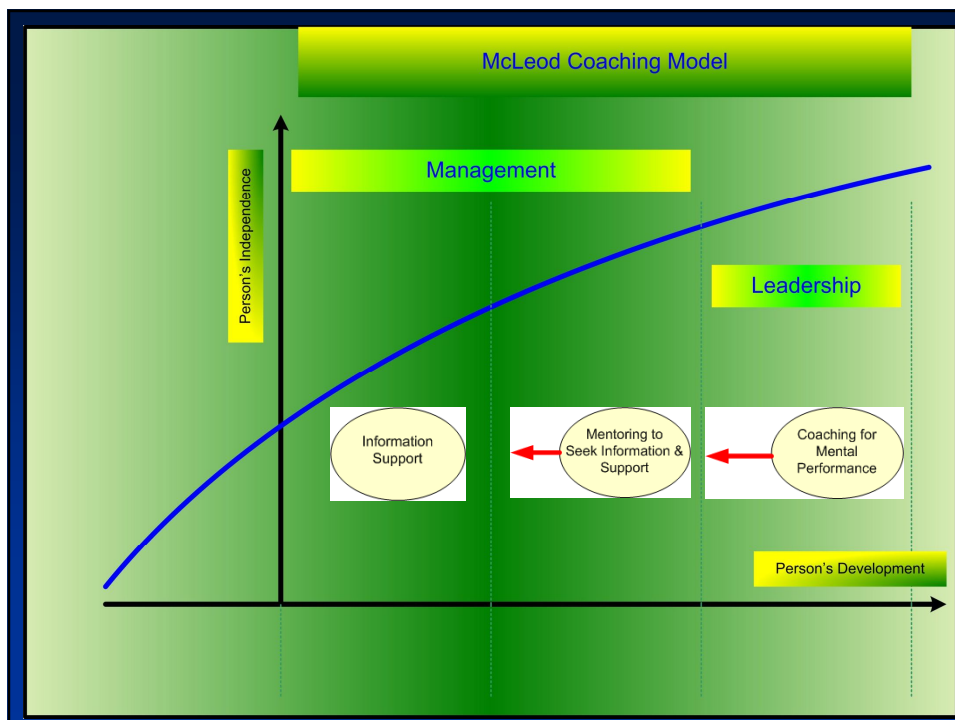 McLeod Coaching Model
Management
Person's Independence
Leadership
Information
Support
Mentoring to
Seek Information &
Support
Coaching for
Mental
Performance
Person's Development